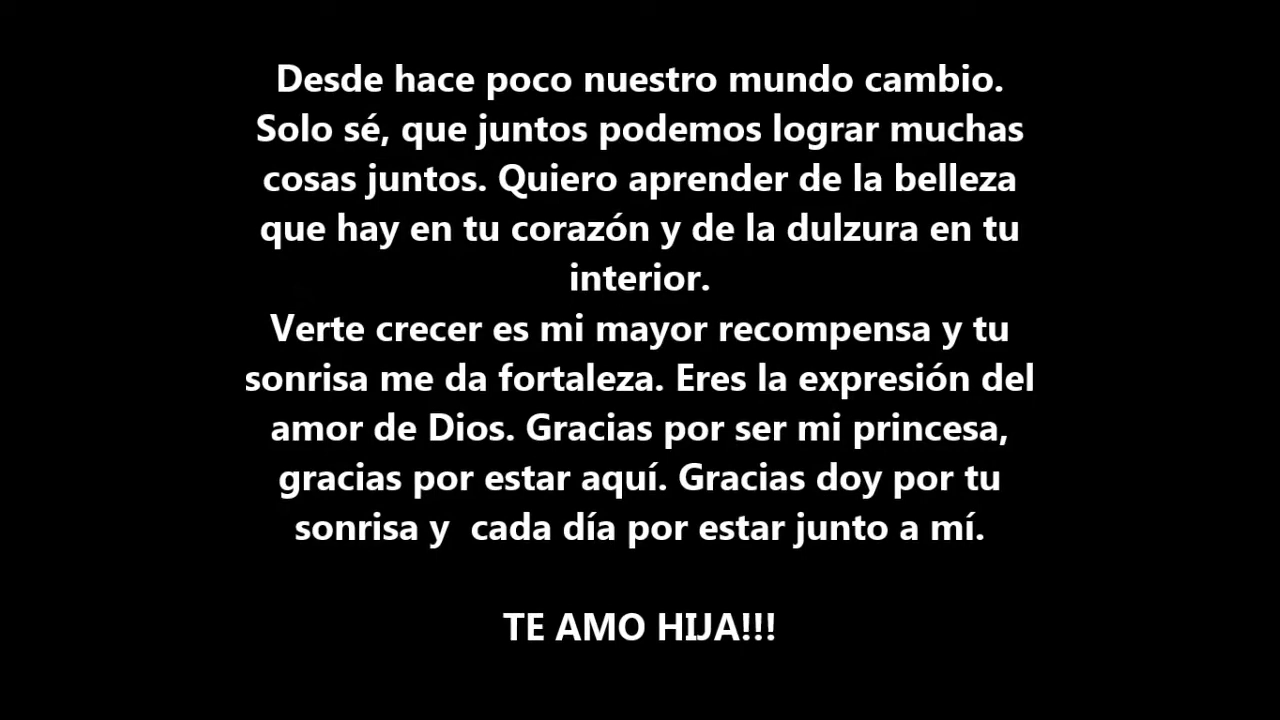 Desde hace poco nuestro mundo cambio.
Solo sé, que juntos podemos lograr muchas
cosas juntos. Quiero aprender de la belleza
que hay en tu corazón y de la dulzura en tu
interior.
Verte crecer es mi mayor recompensa y tu
sonrisa me da fortaleza. Eres la expresión del
amor de Dios. Gracias por ser mi princesa,
gracias por estar aquí. Gracias doy por tu
sonrisa y  cada día por estar junto a mí.
TE AMO HIJA!!!